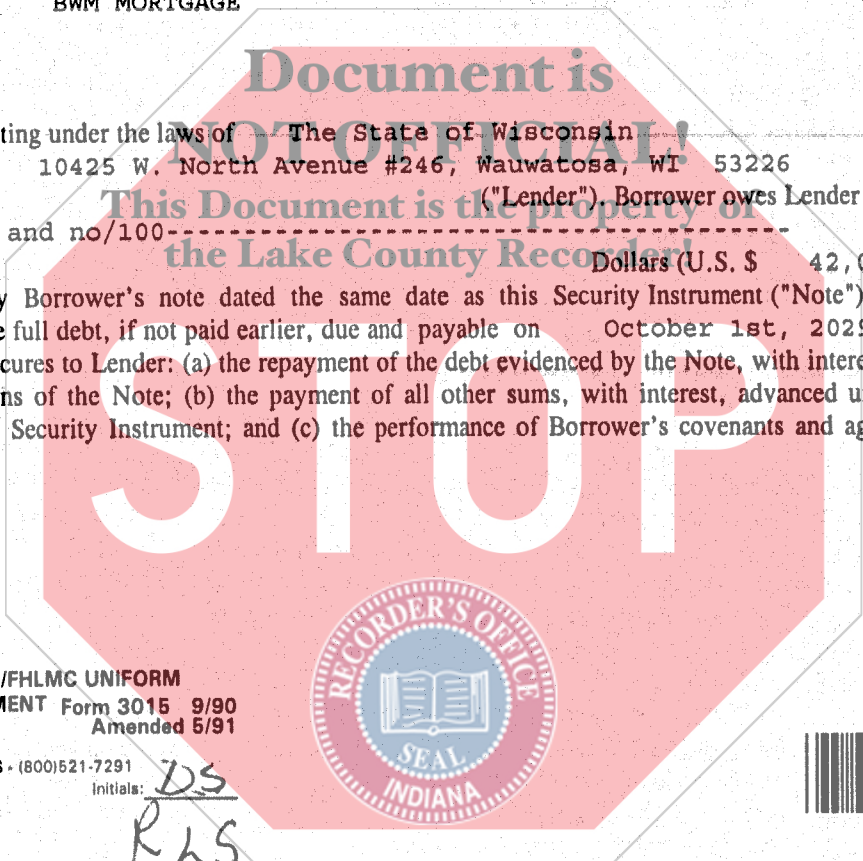 BWM MORTGAGE
Document is
ting under the laws of The State of Wisconsin
NOT OFFICIAL!
10425 W. North Avenue #246, Wauwatosa, WI 53226
("Lender"). Borrower owes Lender
This Document is the property of
and no/100----------------------------------------
the Lake County Recorder!
Dollars (U.S. $ 42,0
y Borrower's note dated the same date as this Security Instrument ("Note")
e full debt, if not paid earlier, due and payable on October 1st, 202
cures to Lender: (a) the repayment of the debt evidenced by the Note, with intere
ns of the Note; (b) the payment of all other sums, with interest, advanced u
Security Instrument; and (c) the performance of Borrower's covenants and ag
STOP
RECORDER'S OFFICE
SEAL
INDIANA
/FHLMC UNIFORM
MENT Form 3015 9/90
Amended 5/91
S - (800)521-7291
Initials: DS
RLS